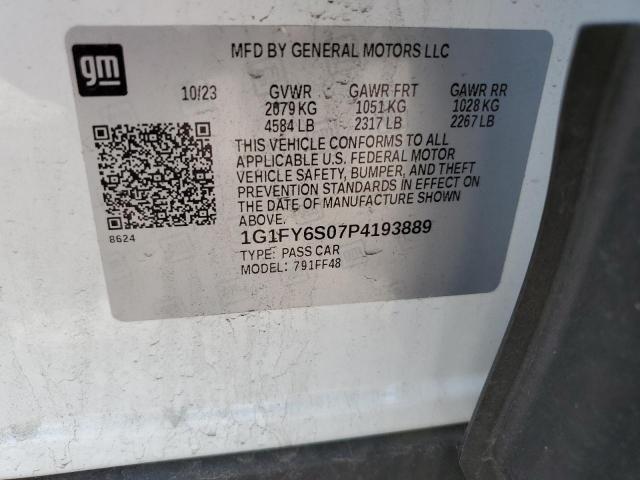 gm
MFD BY GENERAL MOTORS LLC
10/23 GVWR GAWR FRT GAWR RR
2079 KG 1051 KG 1028 KG
4584 LB 2317 LB 2267 LB
THIS VEHICLE CONFORMS TO ALL
APPLICABLE U.S. FEDERAL MOTOR
VEHICLE SAFETY, BUMPER, AND THEFT
PREVENTION STANDARDS IN EFFECT ON
THE DATE OF MANUFACTURE SHOWN
ABOVE.
8624
1G1FY6S07P4193889
TYPE: PASS CAR
MODEL: 791FF48